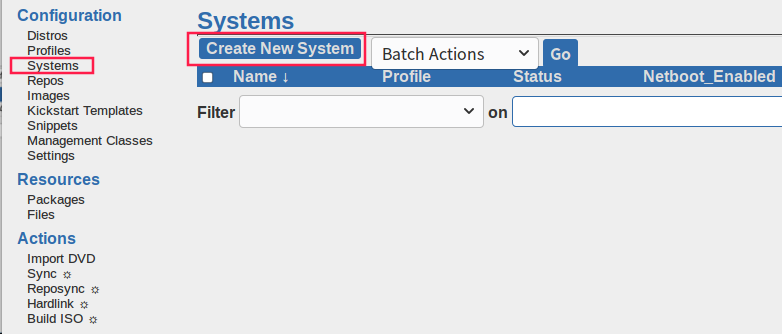 Configuration
Distros
Profiles
Systems
Repos
Images
Kickstart Templates
Snippets
Management Classes
Settings
Resources
Packages
Files
Actions
Import DVD
Sync ☼
Reposync ☼
Hardlink ☼
Build ISO ☼
Systems
Create New System Batch Actions Go
Name ↓ Profile Status Netboot_Enabled
Filter on